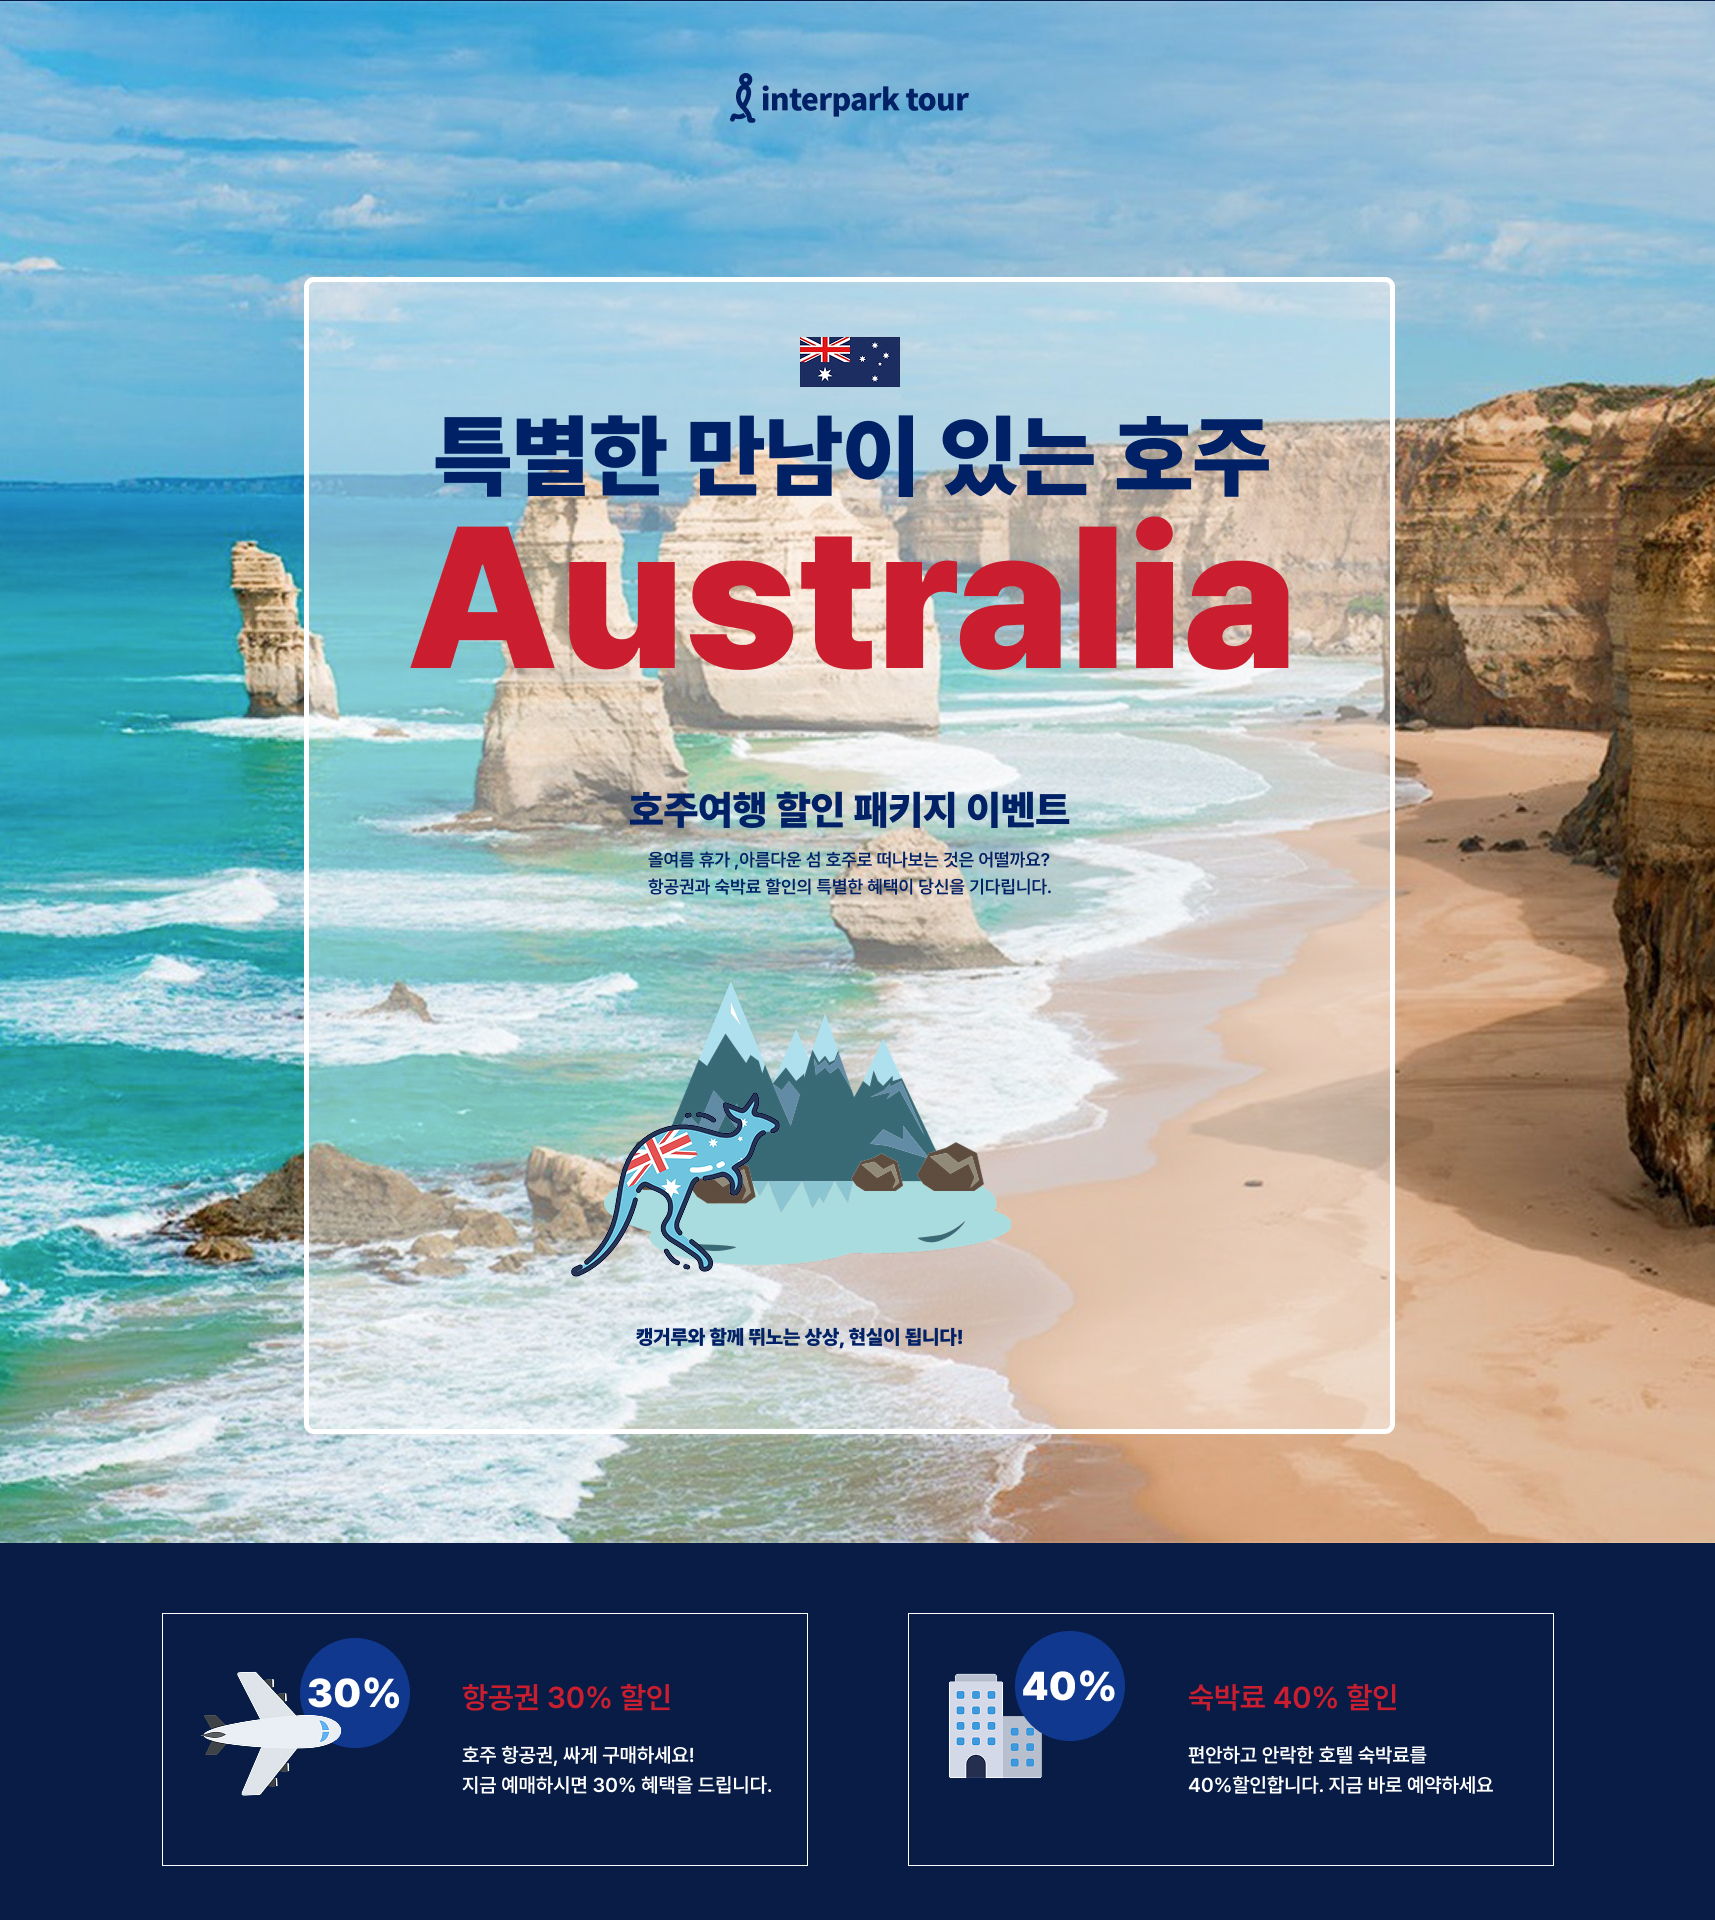 interpark tour
특별한 만남이 있는 호주
Australia
호주여행 할인 패키지 이벤트
올여름 휴가 ,아름다운 섬 호주로 떠나보는 것은 어떨까요?
항공권과 숙박료 할인의 특별한 혜택이 당신을 기다립니다.
캥거루와 함께 뛰노는 상상, 현실이 됩니다!
30%
항공권 30% 할인
호주 항공권, 싸게 구매하세요!
지금 예매하시면 30% 혜택을 드립니다.
40%
숙박료 40% 할인
편안하고 안락한 호텔 숙박료를
40%할인합니다. 지금 바로 예약하세요